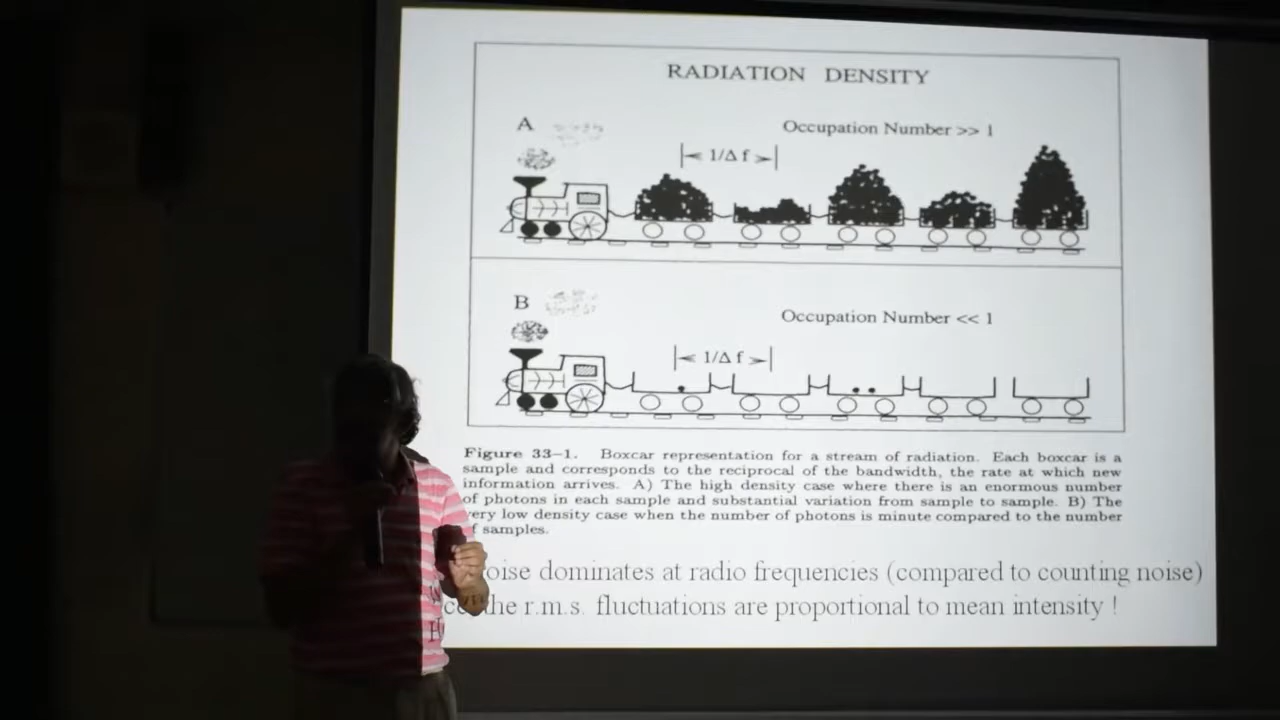 RADIATION DENSITY
A
Occupation Number >> 1
1/Δ f
B
Occupation Number << 1
1/Δ f
Figure 33-1. Boxcar representation for a stream of radiation. Each boxcar is a
sample and corresponds to the reciprocal of the bandwidth, the rate at which new
information arrives. A) The high density case where there is an enormous number
of photons in each sample and substantial variation from sample to sample. B) The
very low density case when the number of photons is minute compared to the number
of samples.
dominates at radio frequencies (compared to counting noise)
the r.m.s. fluctuations are proportional to mean intensity !